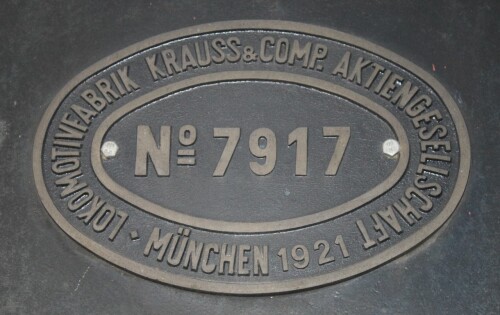 LOKOMOTIVFABRIK KRAUSS & COMP. AKTIENGESELLSCHAFT
Nº 7917
· MÜNCHEN 1921